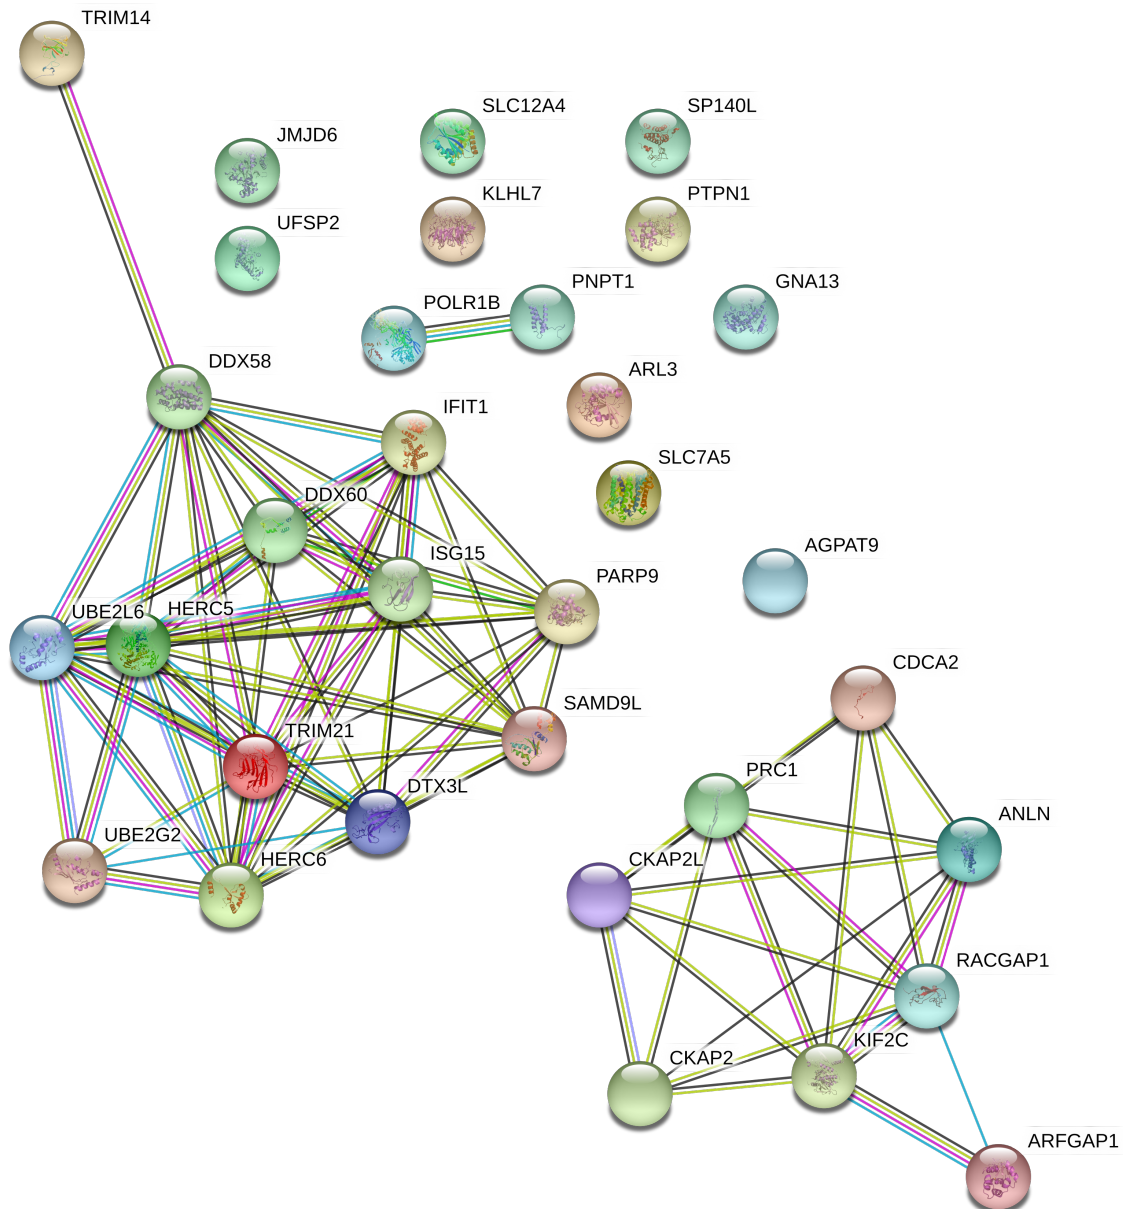 TRIM14
SLC12A4
SP140L
JMJD6
KLHL7
PTPN1
UFSP2
PNPT1
GNA13
POLR1B
DDX58
ARL3
IFIT1
SLC7A5
DDX60
AGPAT9
ISG15
PARP9
UBE2L6
HERC5
CDCA2
SAMD9L
TRIM21
PRC1
DTX3L
ANLN
UBE2G2
HERC6
CKAP2L
RACGAP1
KIF2C
CKAP2
ARFGAP1